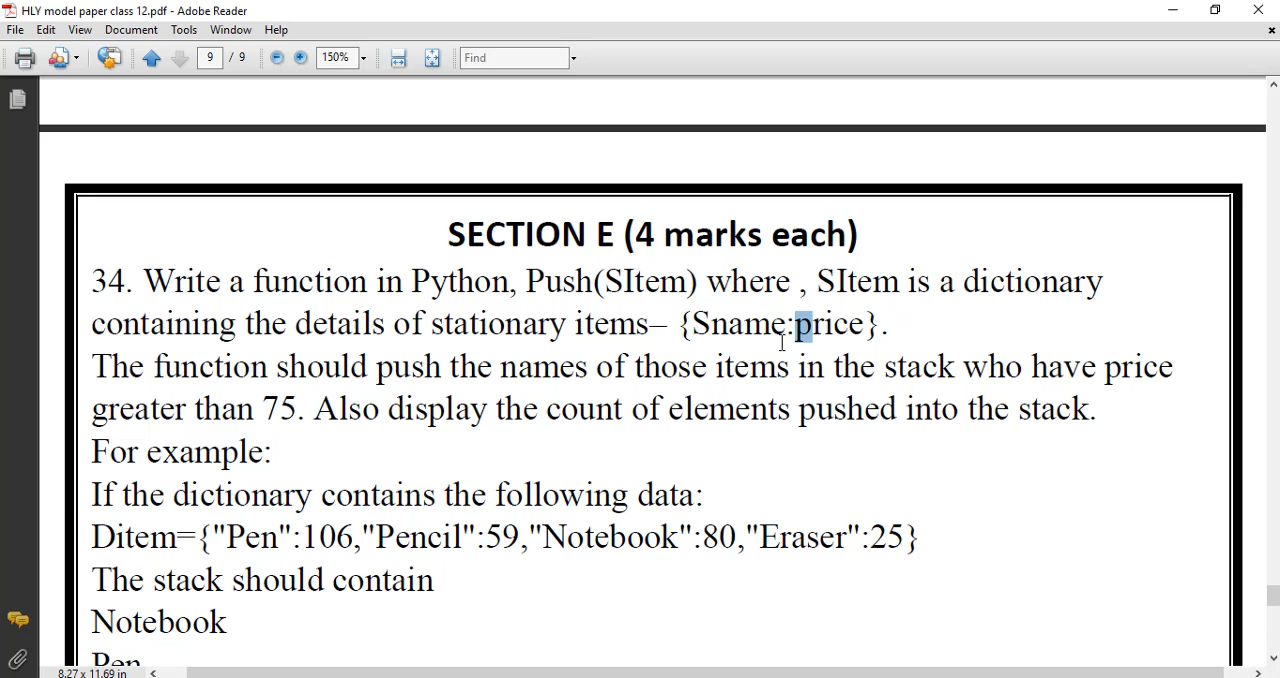 HLY model paper class 12.pdf - Adobe Reader
File Edit View Document Tools Window Help
9 / 9 150% Find
SECTION E (4 marks each)
34. Write a function in Python, Push(SItem) where , SItem is a dictionary
containing the details of stationary items– {Sname:price}.
The function should push the names of those items in the stack who have price
greater than 75. Also display the count of elements pushed into the stack.
For example:
If the dictionary contains the following data:
Ditem={"Pen":106,"Pencil":59,"Notebook":80,"Eraser":25}
The stack should contain
Notebook
Pen
8.27 x 11.69 in